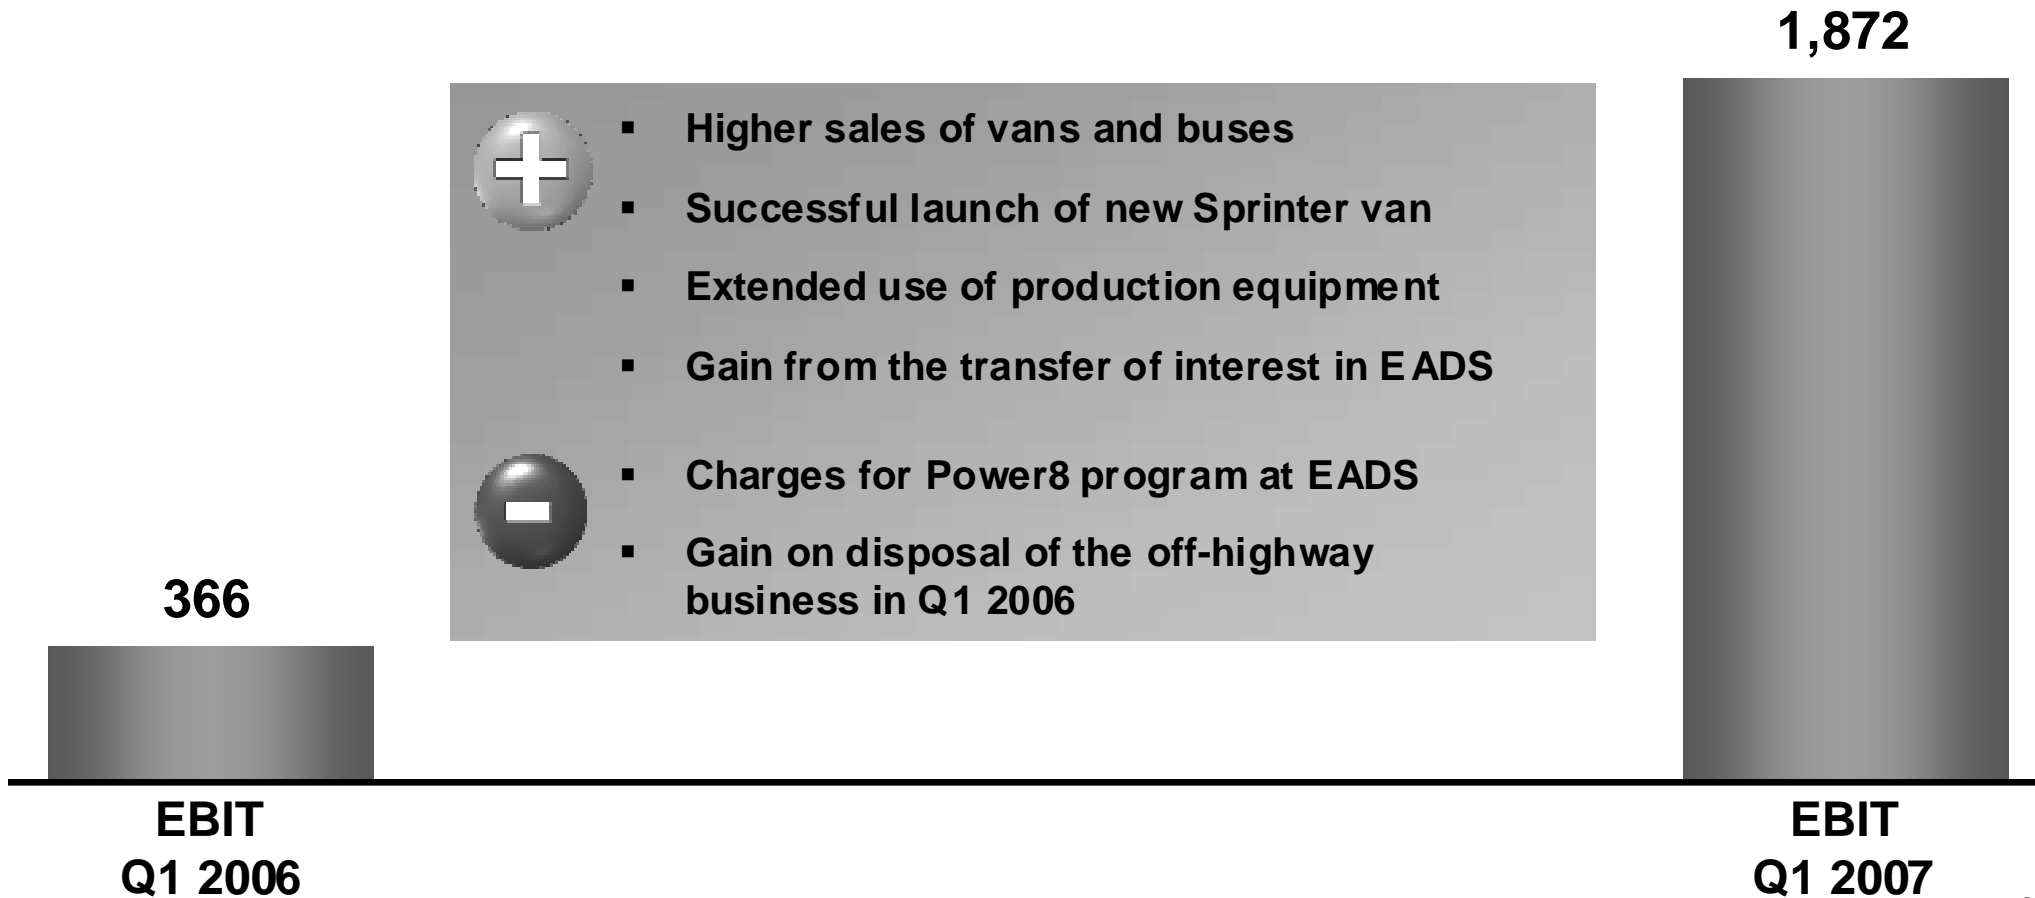 1,872
▪ Higher sales of vans and buses
▪ Successful launch of new Sprinter van
▪ Extended use of production equipment
▪ Gain from the transfer of interest in EADS
▪ Charges for Power8 program at EADS
▪ Gain on disposal of the off-highway
business in Q1 2006
366
EBIT
Q1 2006
EBIT
Q1 2007